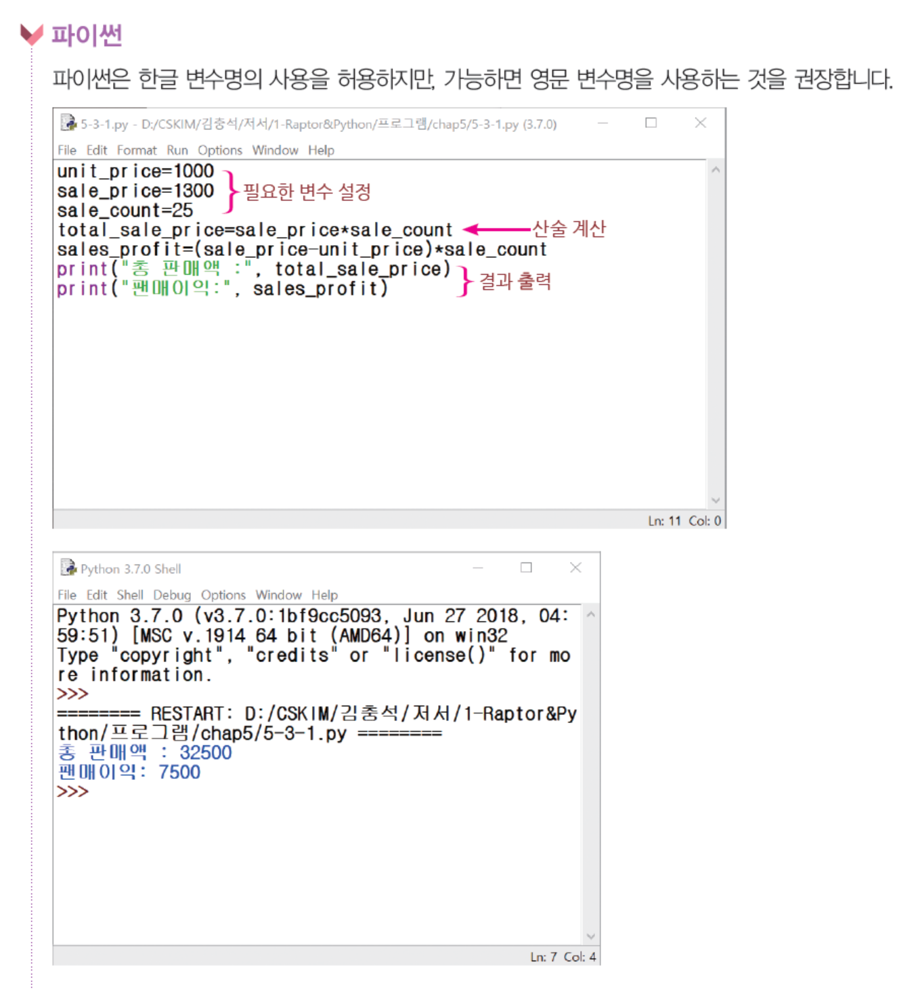 파이썬
파이썬은 한글 변수명의 사용을 허용하지만, 가능하면 영문 변수명을 사용하는 것을 권장합니다.
5-3-1.py - D:/CSKIM/김충석/저서/1-Raptor&Python/프로그램/chap5/5-3-1.py (3.7.0)
File Edit Format Run Options Window Help
unit_price=1000
sale_price=1300 필요한 변수 설정
sale_count=25
total_sale_price=sale_price*sale_count 산술 계산
sales_profit=(sale_price-unit_price)*sale_count
print("총 판매액 :", total_sale_price)
print("팬매이익:", sales_profit) 결과 출력
Ln: 11 Col: 0
Python 3.7.0 Shell
File Edit Shell Debug Options Window Help
Python 3.7.0 (v3.7.0:1bf9cc5093, Jun 27 2018, 04:
59:51) [MSC v.1914 64 bit (AMD64)] on win32
Type "copyright", "credits" or "license()" for mo
re information.
>>>
======== RESTART: D:/CSKIM/김충석/저서/1-Raptor&Py
thon/프로그램/chap5/5-3-1.py ========
총 판매액 : 32500
팬매이익: 7500
>>>
Ln: 7 Col: 4